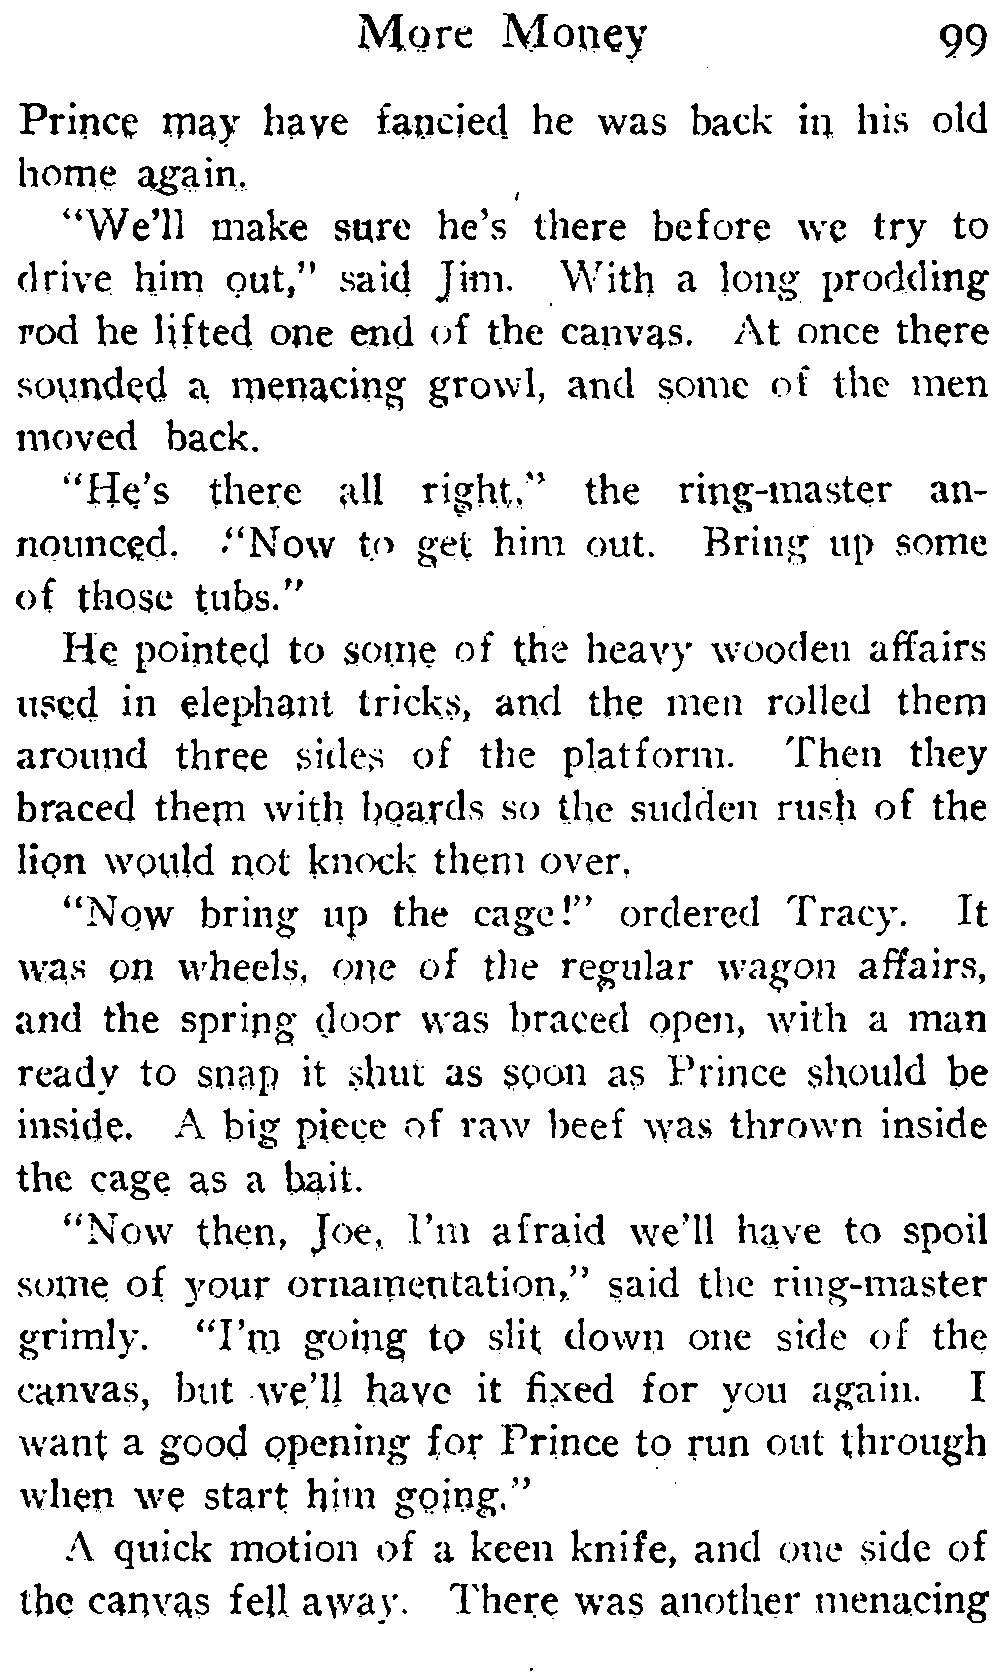 More Money 99
Prince may have fancied he was back in his old
home again.
"We'll make sure he's there before we try to
drive him out," said Jim. With a long prodding
rod he lifted one end of the canvas. At once there
sounded a menacing growl, and some of the men
moved back.
"He's there all right," the ring-master an-
nounced. "Now to get him out. Bring up some
of those tubs."
He pointed to some of the heavy wooden affairs
used in elephant tricks, and the men rolled them
around three sides of the platform. Then they
braced them with boards so the sudden rush of the
lion would not knock them over.
"Now bring up the cage!" ordered Tracy. It
was on wheels, one of the regular wagon affairs,
and the spring door was braced open, with a man
ready to snap it shut as soon as Prince should be
inside. A big piece of raw beef was thrown inside
the cage as a bait.
"Now then, Joe, I'm afraid we'll have to spoil
some of your ornamentation," said the ring-master
grimly. "I'm going to slit down one side of the
canvas, but we'll have it fixed for you again. I
want a good opening for Prince to run out through
when we start him going."
A quick motion of a keen knife, and one side of
the canvas fell away. There was another menacing